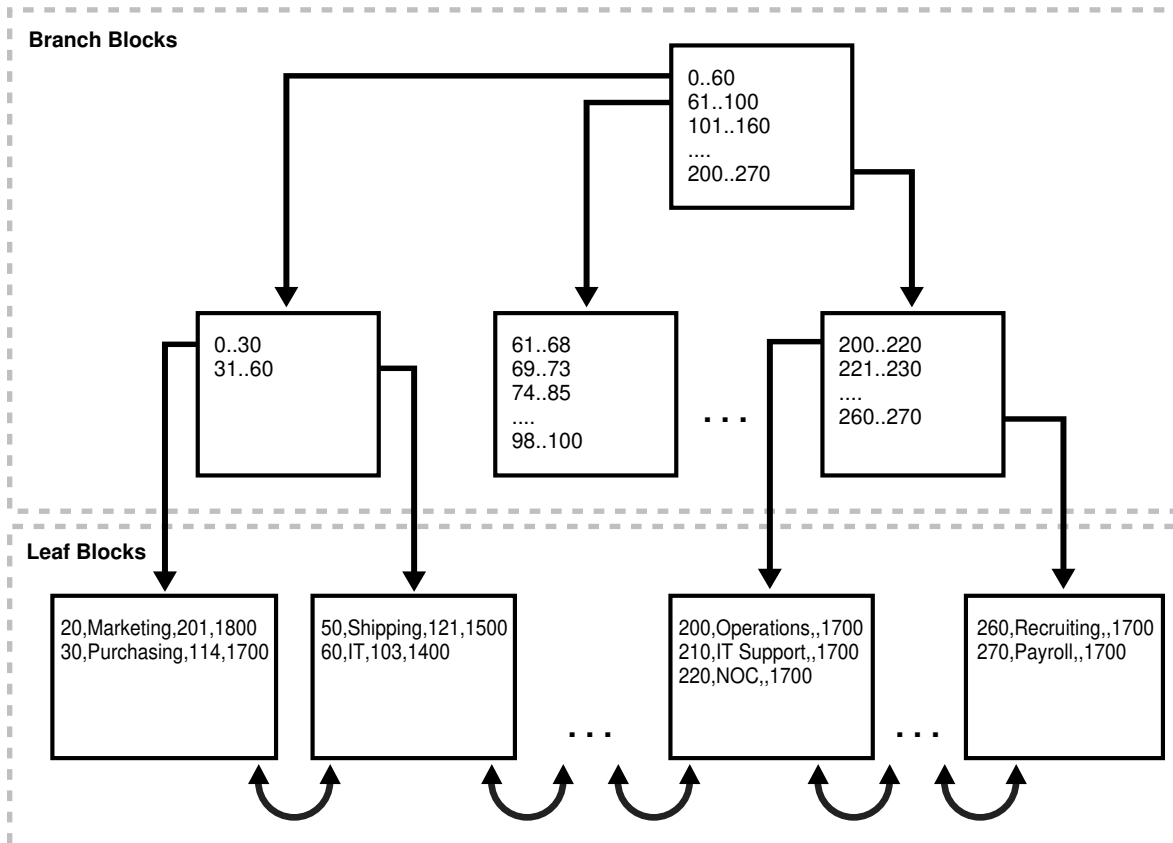 Branch Blocks
0..60
61..100
101..160
....
200..270
0..30
31..60
61..68
69..73
74..85
....
98..100
. . .
200..220
221..230
....
260..270
Leaf Blocks
20,Marketing,201,1800
30,Purchasing,114,1700
50,Shipping,121,1500
60,IT,103,1400
. . .
200,Operations,,1700
210,IT Support,,1700
220,NOC,,1700
. . .
260,Recruiting,,1700
270,Payroll,,1700